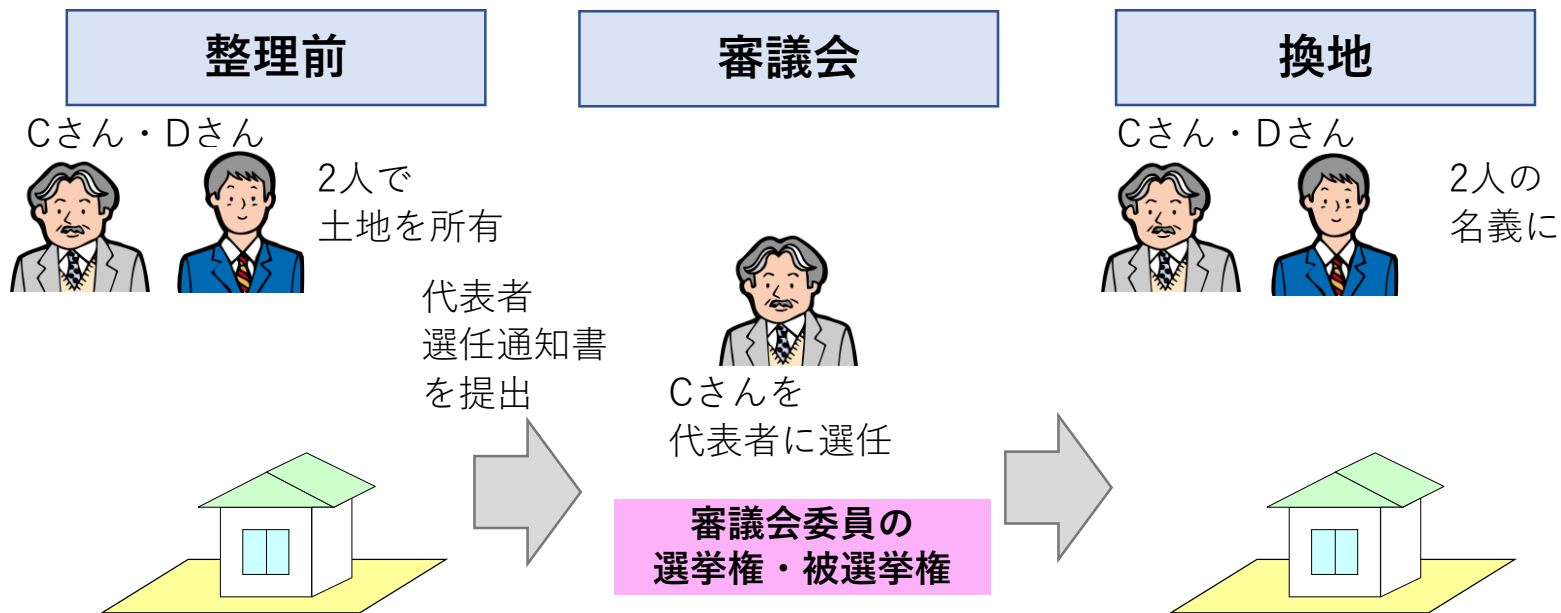 整理前
Cさん・Dさん
2人で
土地を所有
代表者
選任通知書
を提出
審議会
Cさんを
代表者に選任
審議会委員の
選挙権・被選挙権
換地
Cさん・Dさん
2人の
名義に